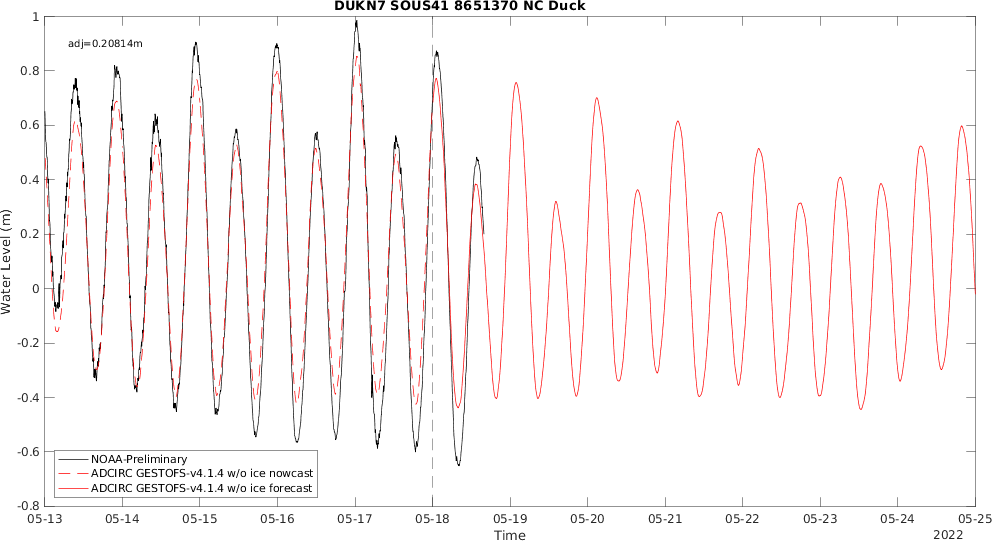 DUKN7 SOUS41 8651370 NC Duck
adj=0.20814m
1
0.8
0.6
0.4
0.2
0
-0.2
-0.4
-0.6
-0.8
Water Level (m)
NOAA-Preliminary
ADCIRC GESTOFS-v4.1.4 w/o ice nowcast
ADCIRC GESTOFS-v4.1.4 w/o ice forecast
05-13 05-14 05-15 05-16 05-17 05-18 05-19 05-20 05-21 05-22 05-23 05-24 05-25
Time
2022